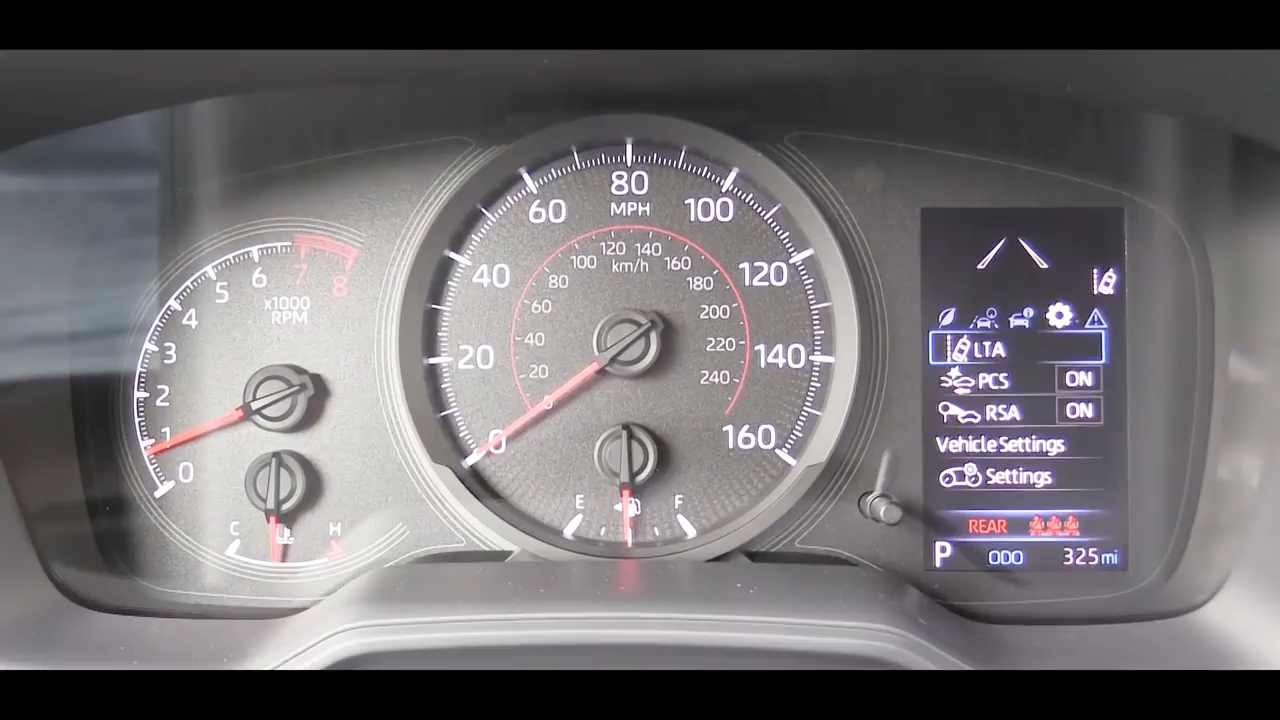 0
1
2
3
4
5
6
7
8
x1000
RPM
C
H
0
20
40
60
80
100
120
140
160
MPH
0
20
40
60
80
100
120
140
160
180
200
220
240
km/h
E
F
LTA
PCS ON
RSA ON
Vehicle Settings
Settings
REAR
P ODO 325 mi